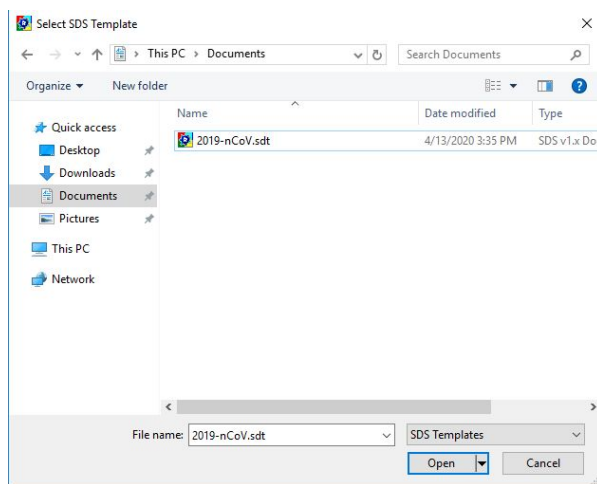 Select SDS Template
This PC > Documents
Search Documents
Organize
New folder
Name
Date modified
Type
Quick access
Desktop
Downloads
Documents
Pictures
This PC
Network
2019-nCoV.sdt
4/13/2020 3:35 PM
SDS v1.x Do
File name:
2019-nCoV.sdt
SDS Templates
Open
Cancel